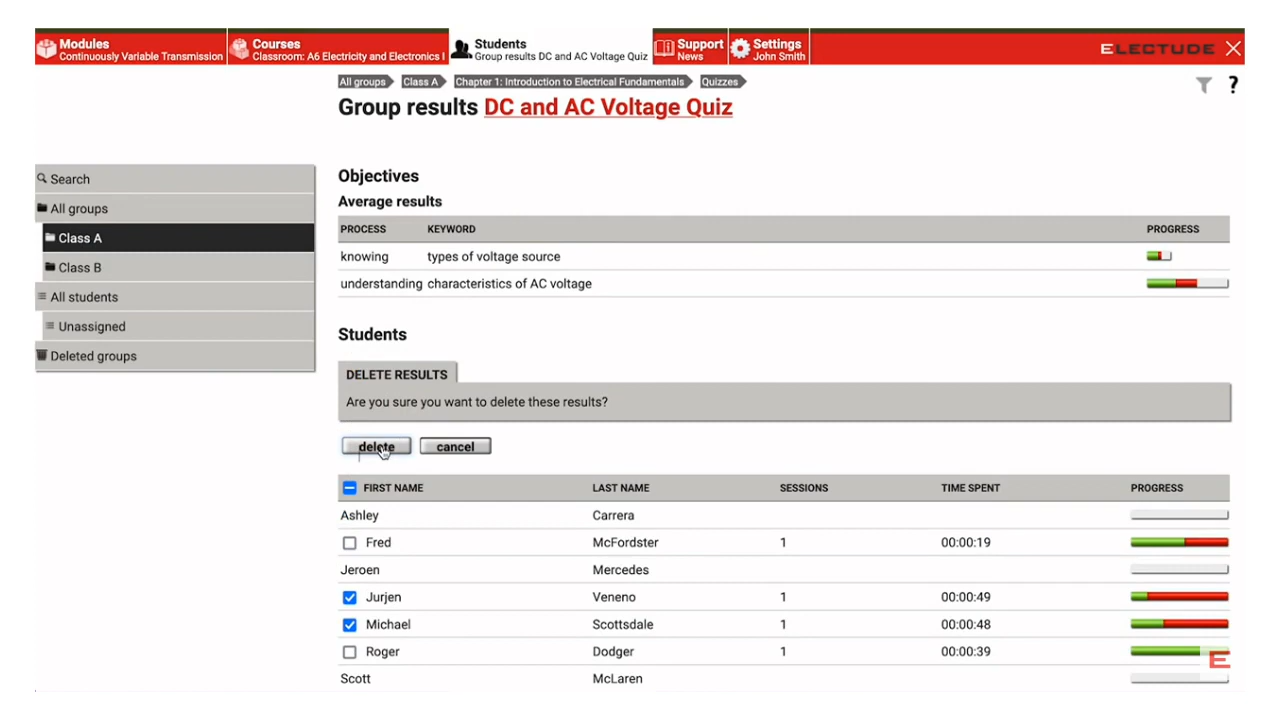 Modules
Continuously Variable Transmission
Courses
Classroom: A6 Electricity and Electronics I
Students
Group results DC and AC Voltage Quiz
Support
News
Settings
John Smith
ELECTUDE
All groups Class A Chapter 1: Introduction to Electrical Fundamentals Quizzes
?
Group results DC and AC Voltage Quiz
Search
All groups
Class A
Class B
All students
Unassigned
Deleted groups
Objectives
Average results
PROCESS KEYWORD PROGRESS
knowing types of voltage source
understanding characteristics of AC voltage
Students
DELETE RESULTS
Are you sure you want to delete these results?
delete cancel
FIRST NAME LAST NAME SESSIONS TIME SPENT PROGRESS
Ashley Carrera
Fred McFordster 1 00:00:19
Jeroen Mercedes
Jurjen Veneno 1 00:00:49
Michael Scottsdale 1 00:00:48
Roger Dodger 1 00:00:39
E
Scott McLaren